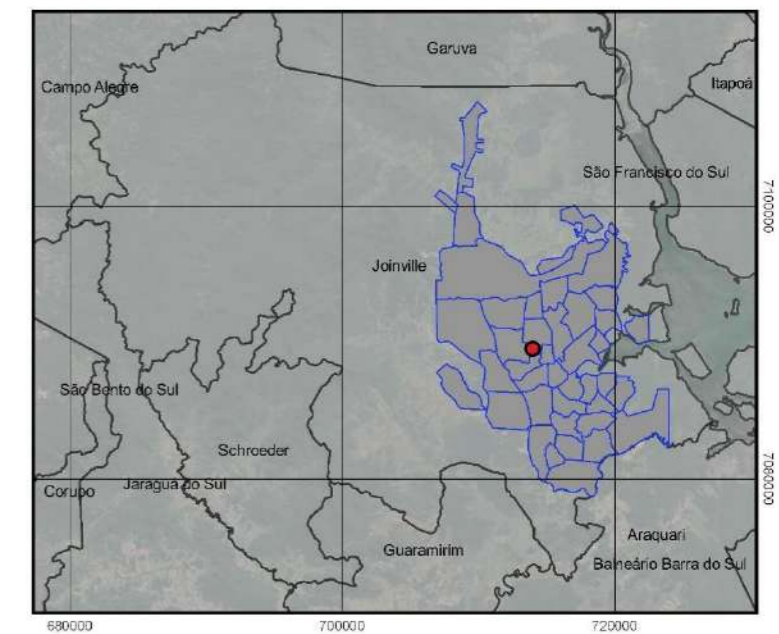 Garuva
Campo Alegre
Itapoá
São Francisco do Sul
7100000
Joinville
São Bento do Sul
Schroeder
Corupo
Jaraguá do Sul
7080000
Araquari
Guaramirim
Balneário Barra do Sul
680000
700000
720000